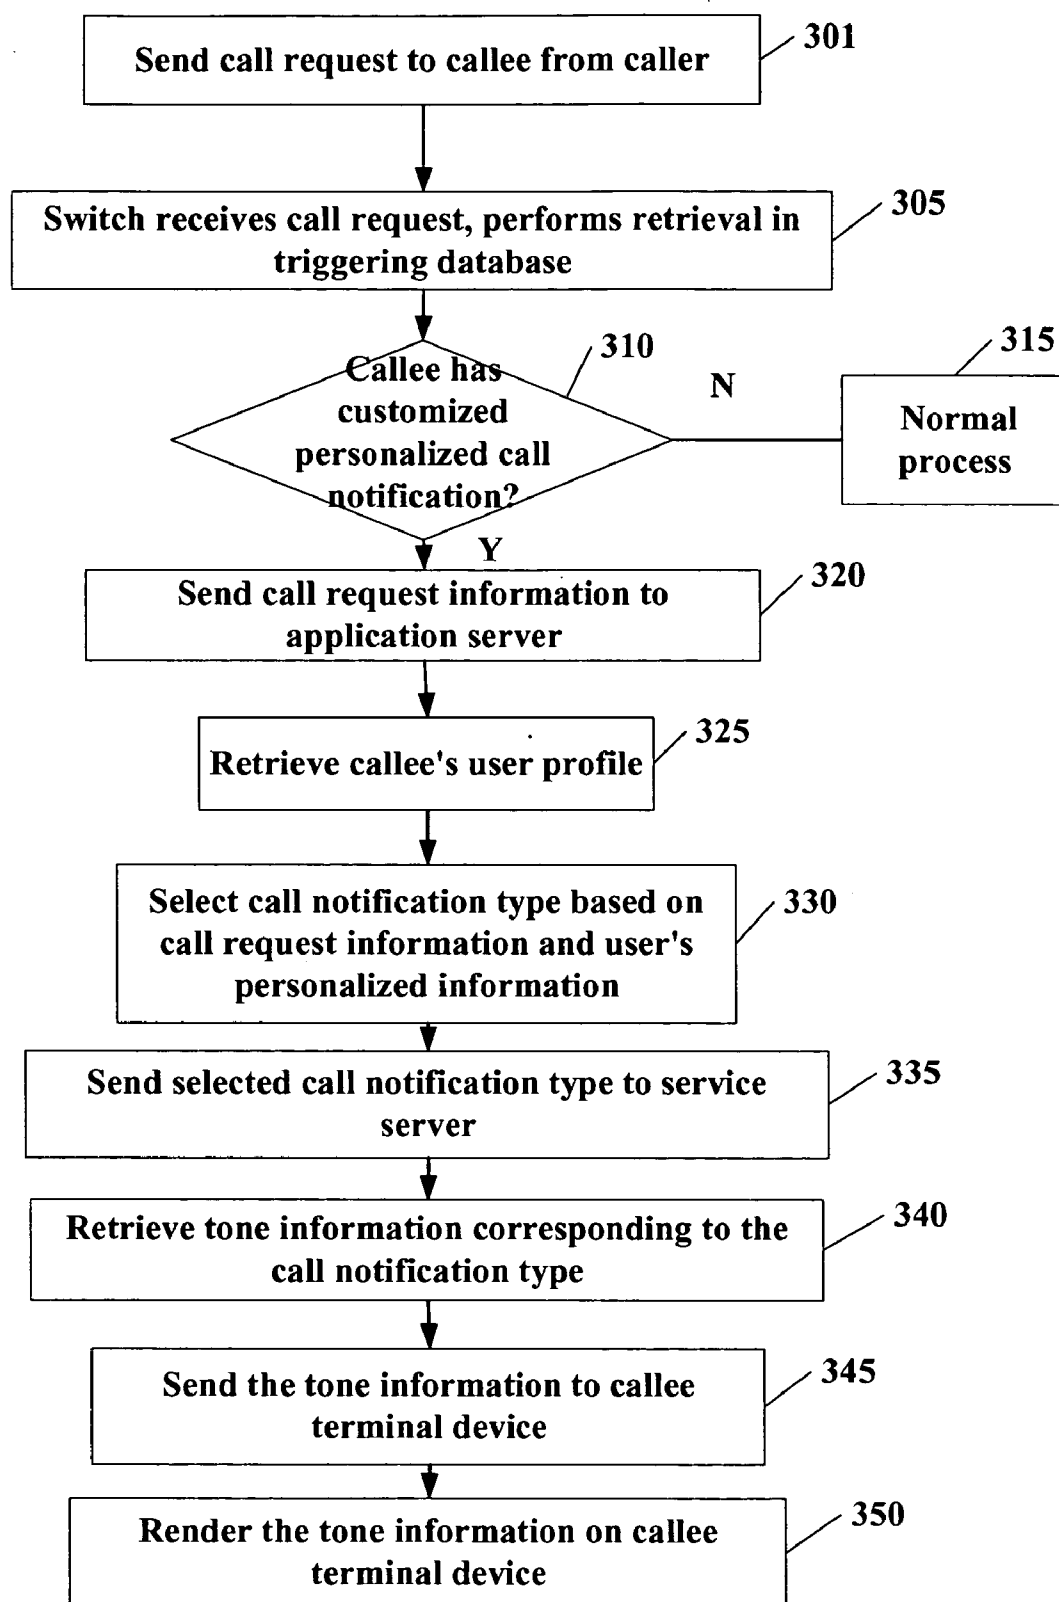 Send call request to callee from caller
301
Switch receives call request, performs retrieval in
triggering database
305
Callee has
customized
personalized call
notification?
310
N
315
Normal
process
Y
Send call request information to
application server
320
Retrieve callee's user profile
325
Select call notification type based on
call request information and user's
personalized information
330
Send selected call notification type to service
server
335
Retrieve tone information corresponding to the
call notification type
340
Send the tone information to callee
terminal device
345
Render the tone information on callee
terminal device
350